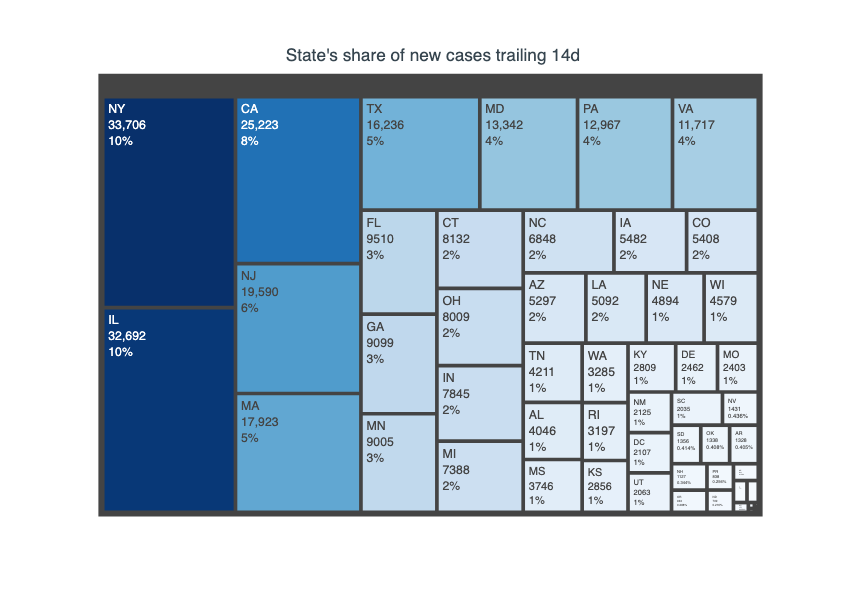 State's share of new cases trailing 14d
NY
33,706
10%
IL
32,692
10%
CA
25,223
8%
NJ
19,590
6%
MA
17,923
5%
TX
16,236
5%
MD
13,342
4%
PA
12,967
4%
VA
11,717
4%
FL
9510
3%
GA
9099
3%
MN
9005
3%
CT
8132
2%
OH
8009
2%
IN
7845
2%
MI
7388
2%
NC
6848
2%
IA
5482
2%
CO
5408
2%
AZ
5297
2%
LA
5092
2%
NE
4894
1%
WI
4579
1%
TN
4211
1%
AL
4046
1%
MS
3746
1%
WA
3285
1%
RI
3197
1%
KS
2856
1%
KY
2809
1%
DE
2462
1%
MO
2403
1%
NM
2125
1%
DC
2107
1%
UT
2063
1%
SC
2035
1%
NV
1431
0.436%
SD
1356
0.414%
OK
1338
0.408%
AR
1328
0.405%
NH
1127
0.344%
PR